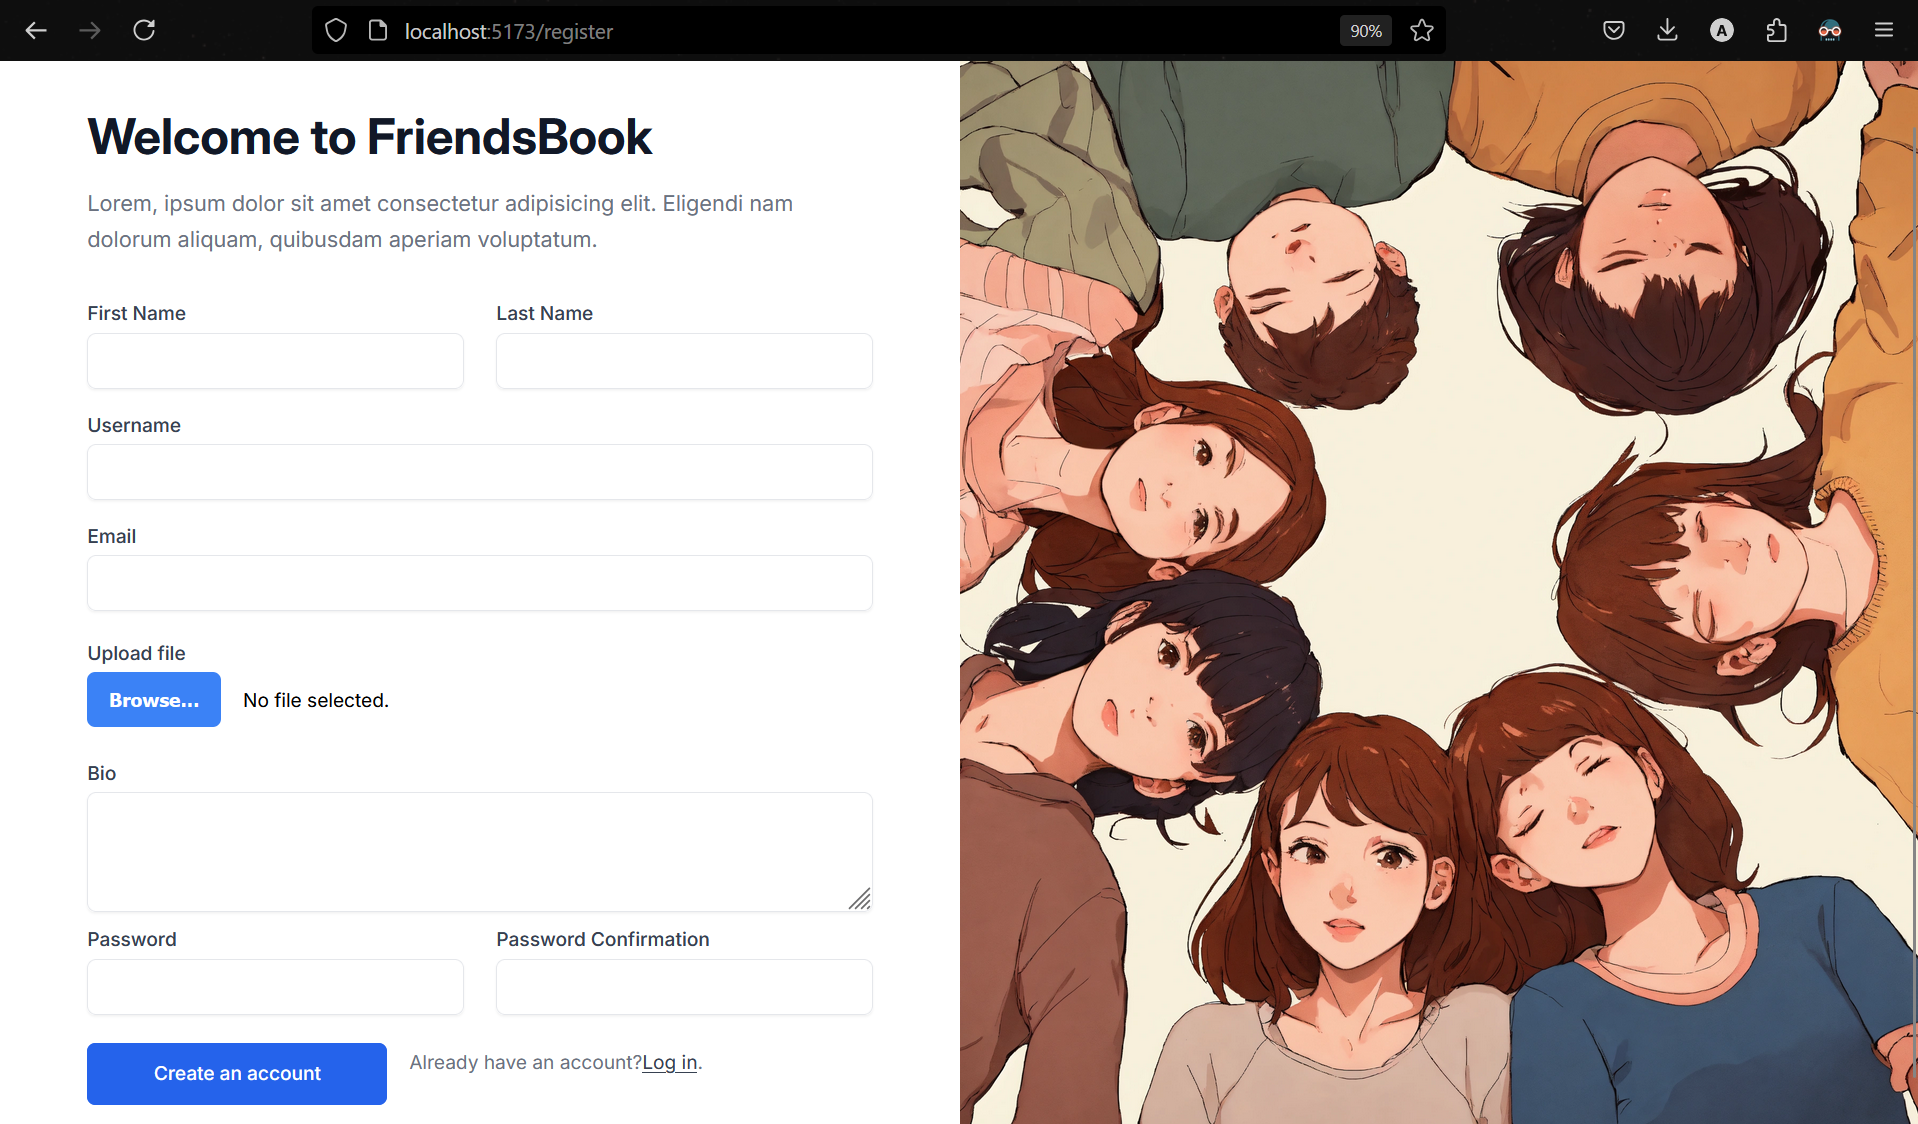 localhost:5173/register
90%
A
Welcome to FriendsBook
Lorem, ipsum dolor sit amet consectetur adipisicing elit. Eligendi nam
dolorum aliquam, quibusdam aperiam voluptatum.
First Name
Last Name
Username
Email
Upload file
Browse...
No file selected.
Bio
Password
Password Confirmation
Create an account
Already have an account?Log in.